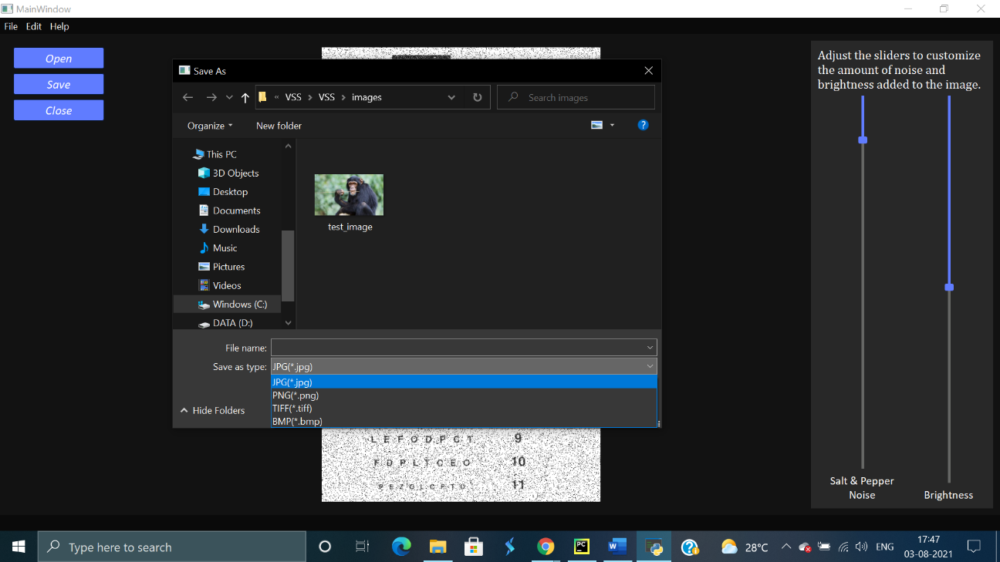 MainWindow
File Edit Help
Open
Save
Close
Adjust the sliders to customize
the amount of noise and
brightness added to the image.
Salt & Pepper
Noise
Brightness
Save As
« VSS > VSS > images
Search images
Organize
New folder
This PC
3D Objects
Desktop
Documents
Downloads
Music
Pictures
Videos
Windows (C:)
DATA (D:)
test_image
File name:
Save as type: JPG(*.jpg)
JPG(*.jpg)
PNG(*.png)
TIFF(*.tiff)
BMP(*.bmp)
Hide Folders
L E F O D P C T 9
F D P L T C E O 10
P E Z O L C F T D 11
Type here to search
PC
W
28°C
ENG
17:47
03-08-2021